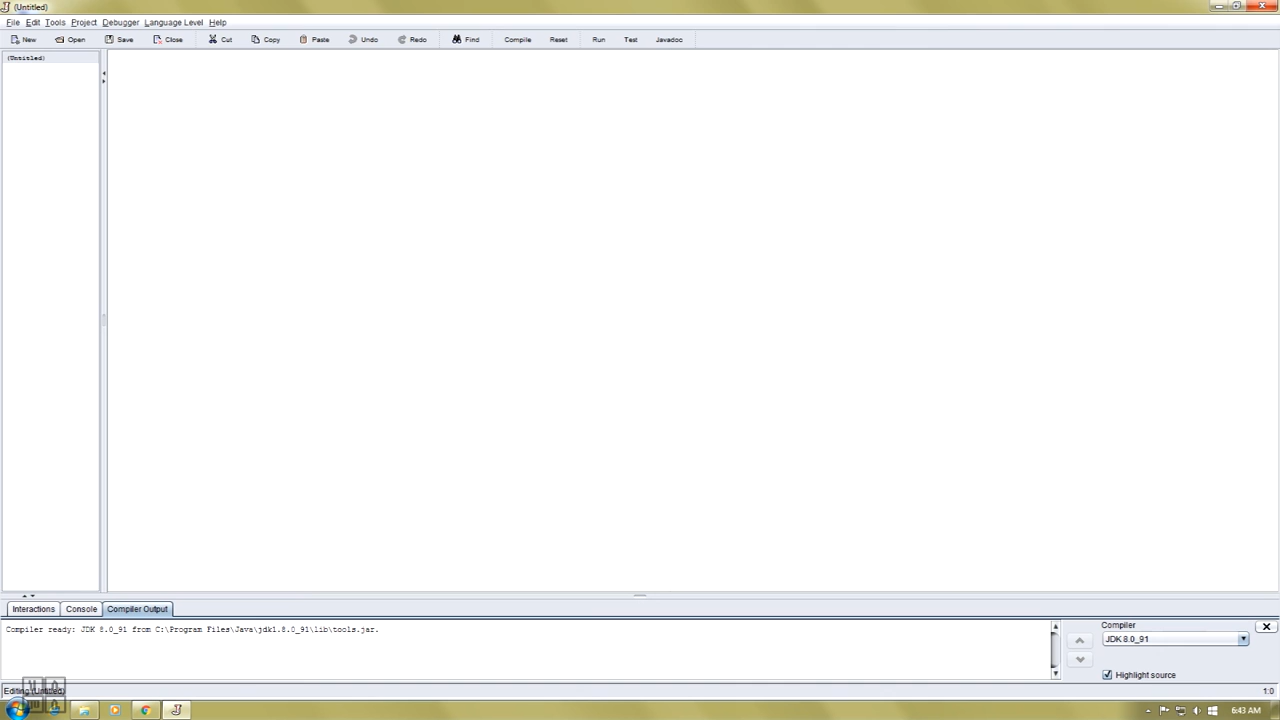 (Untitled)
File Edit Tools Project Debugger Language Level Help
New Open Save Close Cut Copy Paste Undo Redo Find Compile Reset Run Test Javadoc
(Untitled)
Interactions Console Compiler Output
Compiler ready: JDK 8.0_91 from C:\Program Files\Java\jdk1.8.0_91\lib\tools.jar.
Compiler
JDK 8.0_91
Highlight source
Editing (Untitled)
1:0
6:43 AM